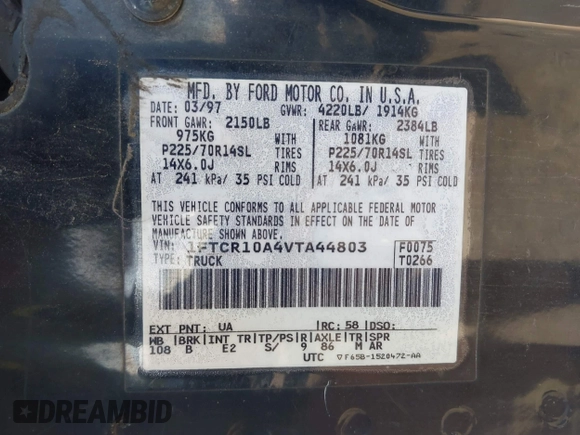 MFD. BY FORD MOTOR CO. IN U.S.A.
DATE: 03/97 GVWR: 4220LB/ 1914KG
FRONT GAWR: 2150LB REAR GAWR: 2384LB
975KG WITH 1081KG WITH
P225/70R14SL TIRES P225/70R14SL TIRES
14X6.0J RIMS 14X6.0J RIMS
AT 241 kPa/ 35 PSI COLD AT 241 kPa/ 35 PSI COLD
THIS VEHICLE CONFORMS TO ALL APPLICABLE FEDERAL MOTOR
VEHICLE SAFETY STANDARDS IN EFFECT ON THE DATE OF
MANUFACTURE SHOWN ABOVE.
VIN: 1FTCR10A4VTA44803 F0075
TYPE: TRUCK T0266
EXT PNT: UA RC: 58 DSO:
WB BRK INT TR TP/PS R AXLE TR SPR
108 B E2 S/ 9 86 M AR
UTC ▽F65B-1520472-AA
DREAMBID